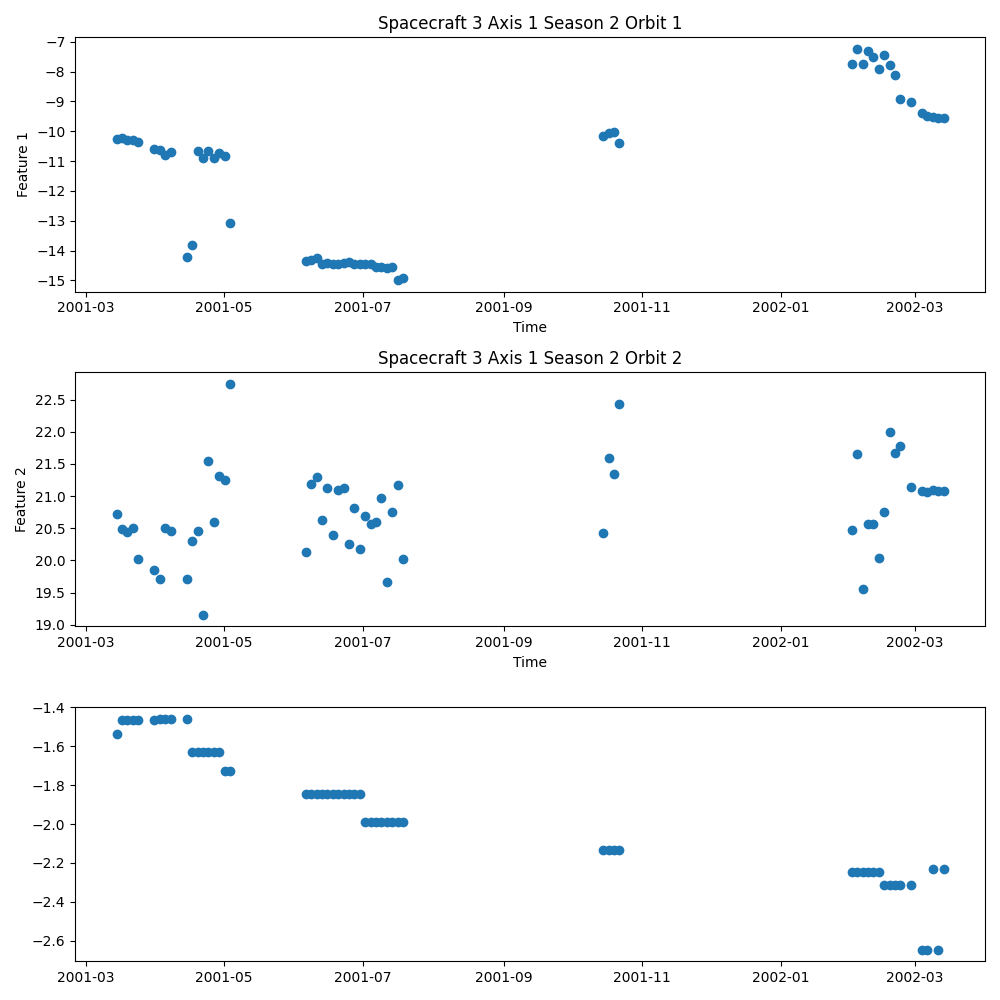 Spacecraft 3 Axis 1 Season 2 Orbit 1
−7
−8
−9
−10
−11
−12
−13
−14
−15
Feature 1
2001-03 2001-05 2001-07 2001-09 2001-11 2002-01 2002-03
Time
Spacecraft 3 Axis 1 Season 2 Orbit 2
22.5
22.0
21.5
21.0
20.5
20.0
19.5
19.0
Feature 2
2001-03 2001-05 2001-07 2001-09 2001-11 2002-01 2002-03
Time
−1.4
−1.6
−1.8
−2.0
−2.2
−2.4
−2.6
2001-03 2001-05 2001-07 2001-09 2001-11 2002-01 2002-03